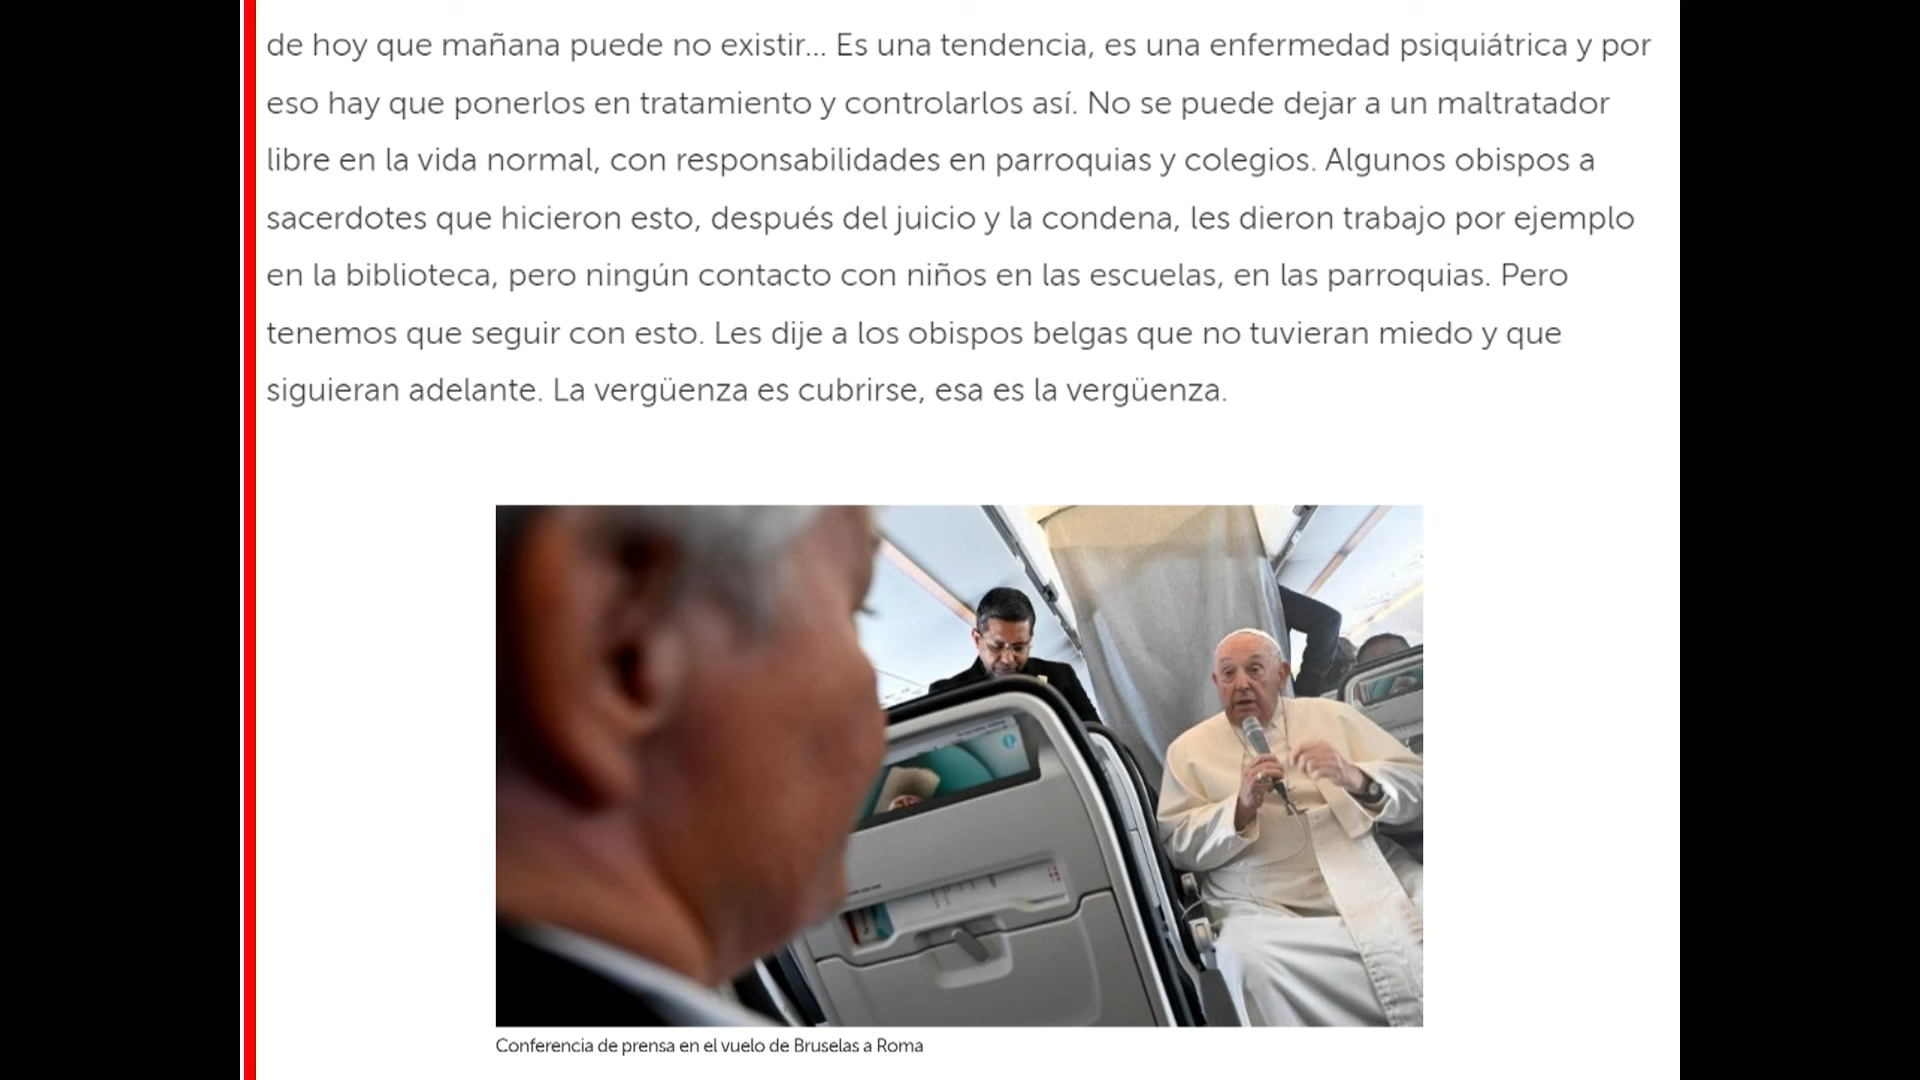 de hoy que mañana puede no existir... Es una tendencia, es una enfermedad psiquiátrica y por
eso hay que ponerlos en tratamiento y controlarlos así. No se puede dejar a un maltratador
libre en la vida normal, con responsabilidades en parroquias y colegios. Algunos obispos a
sacerdotes que hicieron esto, después del juicio y la condena, les dieron trabajo por ejemplo
en la biblioteca, pero ningún contacto con niños en las escuelas, en las parroquias. Pero
tenemos que seguir con esto. Les dije a los obispos belgas que no tuvieran miedo y que
siguieran adelante. La vergüenza es cubrirse, esa es la vergüenza.
Conferencia de prensa en el vuelo de Bruselas a Roma